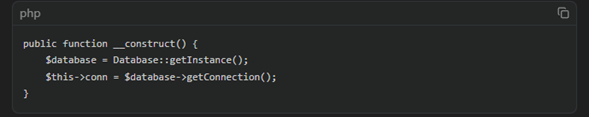 php
public function __construct() {
    $database = Database::getInstance();
    $this->conn = $database->getConnection();
}